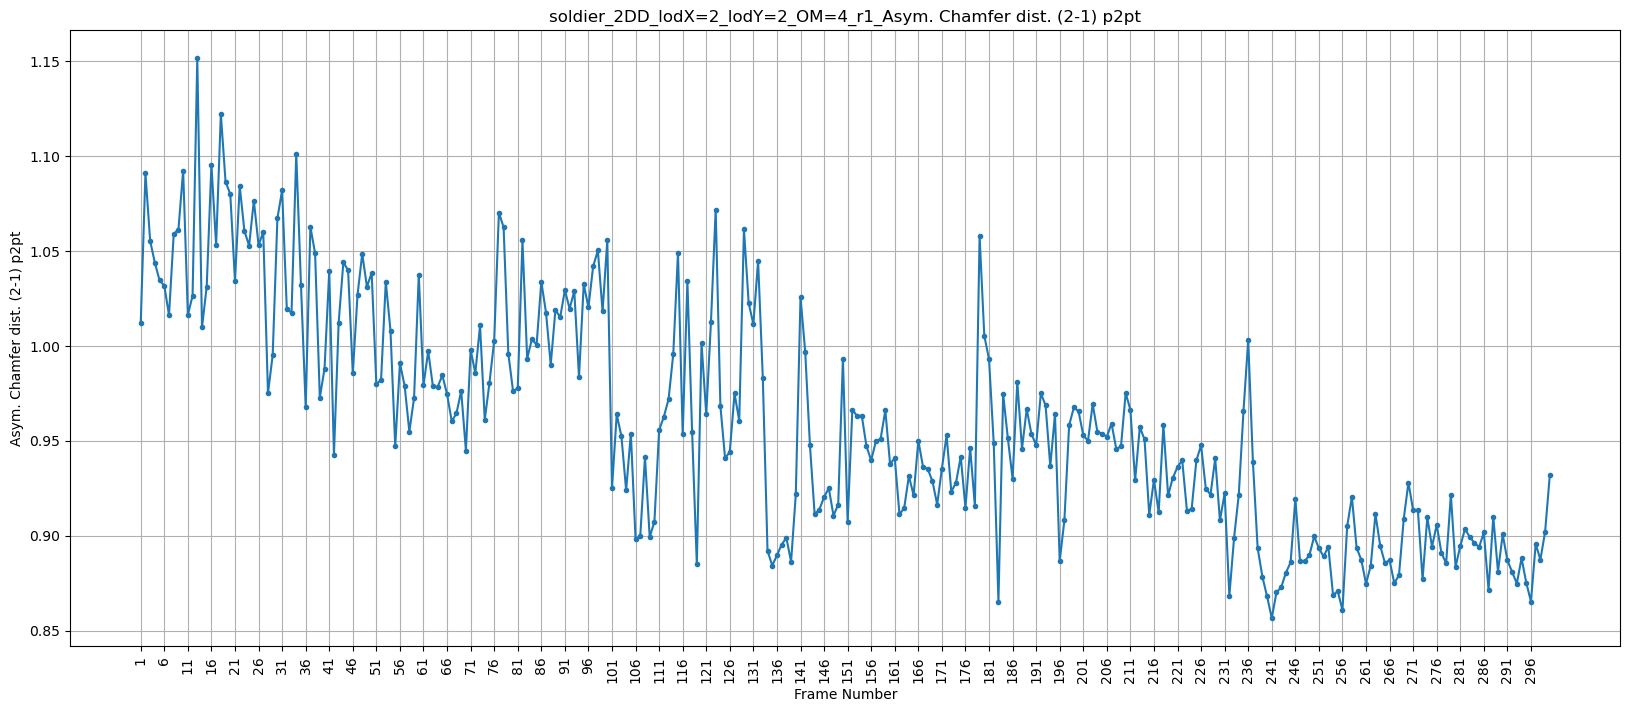 soldier_2DD_lodX=2_lodY=2_OM=4_r1_Asym. Chamfer dist. (2-1) p2pt
Asym. Chamfer dist. (2-1) p2pt
1.15
1.10
1.05
1.00
0.95
0.90
0.85
1 6 11 16 21 26 31 36 41 46 51 56 61 66 71 76 81 86 91 96 101 106 111 116 121 126 131 136 141 146 151 156 161 166 171 176 181 186 191 196 201 206 211 216 221 226 231 236 241 246 251 256 261 266 271 276 281 286 291 296
Frame Number